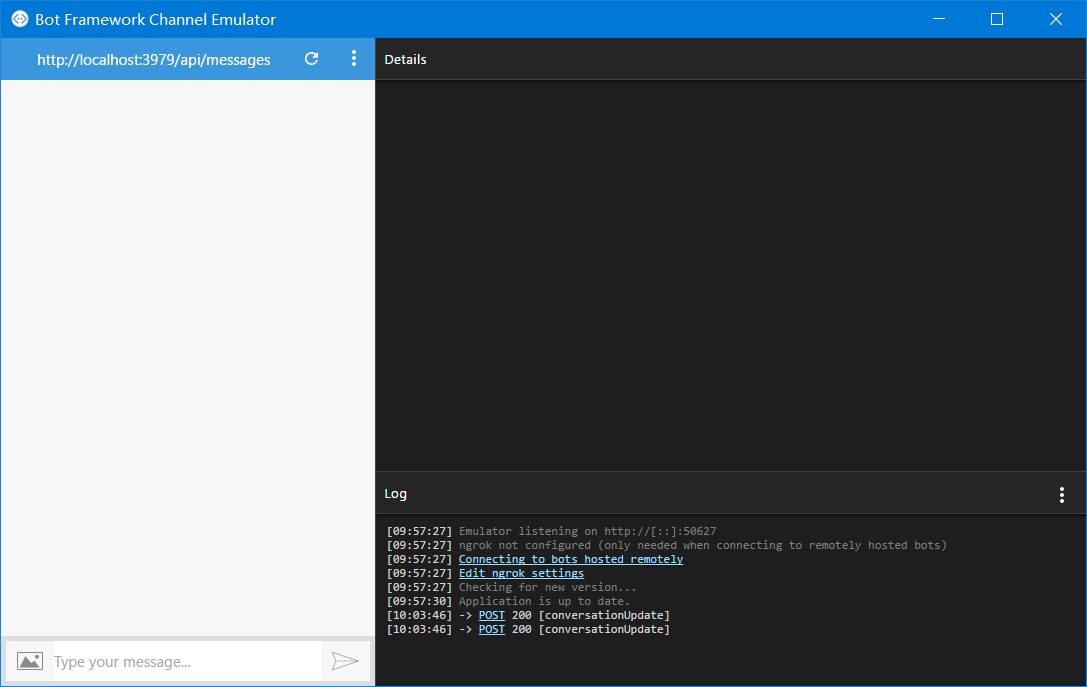 Bot Framework Channel Emulator
http://localhost:3979/api/messages
Details
Log
[09:57:27] Emulator listening on http://[::]:50627
[09:57:27] ngrok not configured (only needed when connecting to remotely hosted bots)
[09:57:27] Connecting to bots hosted remotely
[09:57:27] Edit ngrok settings
[09:57:27] Checking for new version...
[09:57:30] Application is up to date.
[10:03:46] -> POST 200 [conversationUpdate]
[10:03:46] -> POST 200 [conversationUpdate]
Type your message...